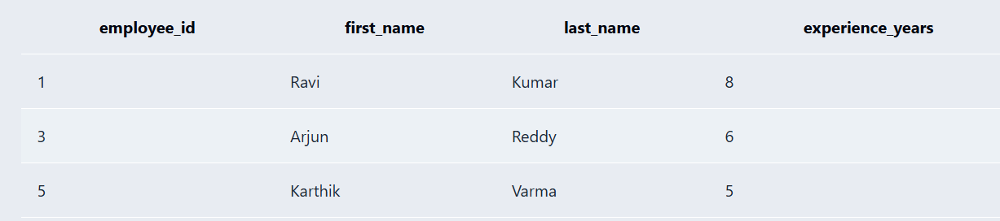 employee_id first_name last_name experience_years
1 Ravi Kumar 8
3 Arjun Reddy 6
5 Karthik Varma 5